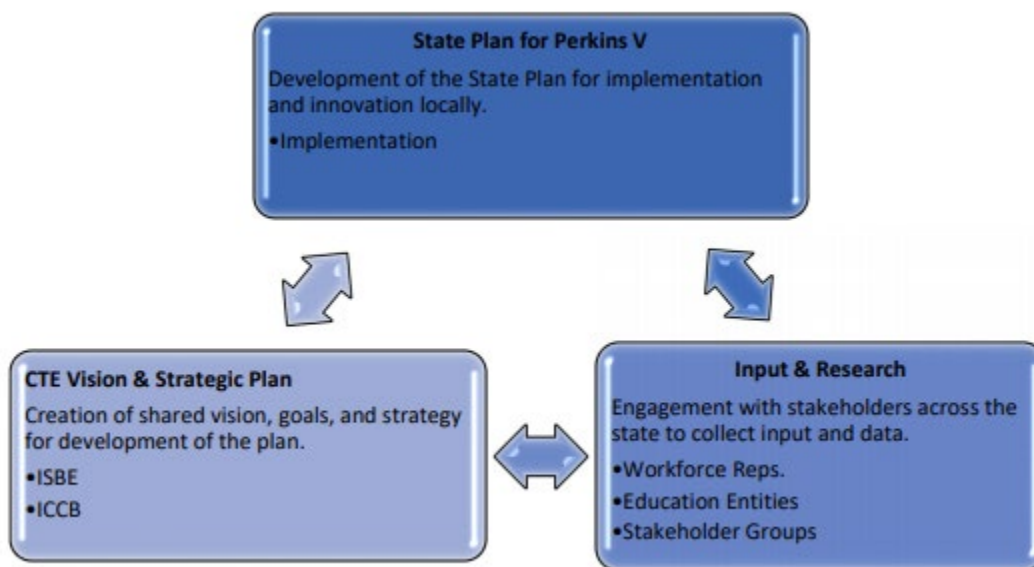 State Plan for Perkins V
Development of the State Plan for implementation
and innovation locally.
•Implementation
CTE Vision & Strategic Plan
Creation of shared vision, goals, and strategy
for development of the plan.
•ISBE
•ICCB
Input & Research
Engagement with stakeholders across the
state to collect input and data.
•Workforce Reps.
•Education Entities
•Stakeholder Groups